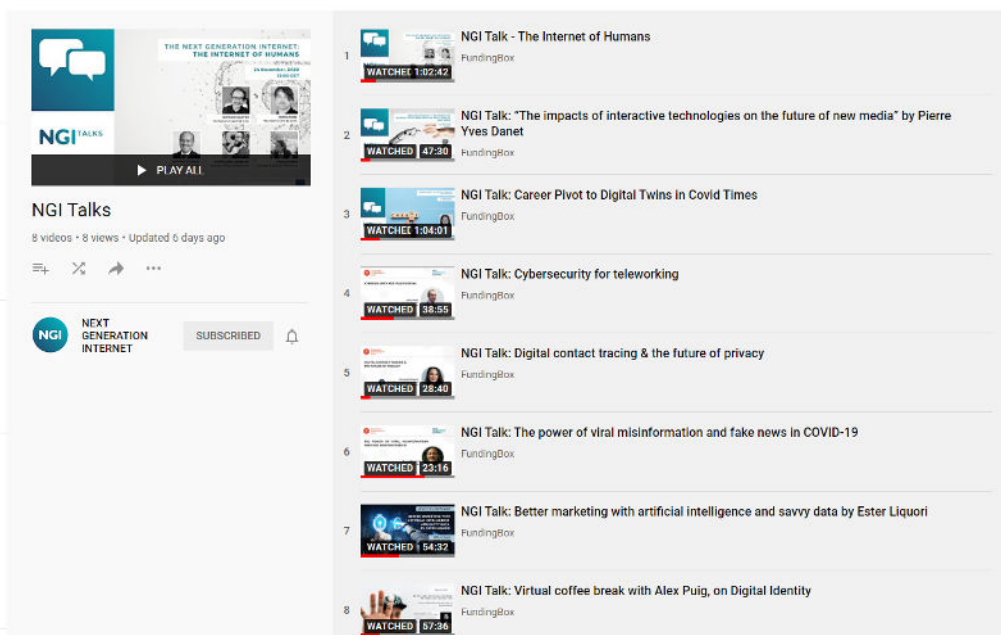 THE NEXT GENERATION INTERNET:
THE INTERNET OF HUMANS
NGI TALKS
PLAY ALL
NGI Talks
8 videos • 8 views • Updated 6 days ago
NGI
NEXT
GENERATION
INTERNET
SUBSCRIBED
1
WATCHED 1:02:42
NGI Talk - The Internet of Humans
FundingBox
2
WATCHED 47:30
NGI Talk: "The impacts of interactive technologies on the future of new media" by Pierre
Yves Danet
FundingBox
3
WATCHED 1:04:01
NGI Talk: Career Pivot to Digital Twins in Covid Times
FundingBox
4
WATCHED 38:55
NGI Talk: Cybersecurity for teleworking
FundingBox
5
WATCHED 28:40
NGI Talk: Digital contact tracing & the future of privacy
FundingBox
6
WATCHED 23:16
NGI Talk: The power of viral misinformation and fake news in COVID-19
FundingBox
7
WATCHED 54:32
NGI Talk: Better marketing with artificial intelligence and savvy data by Ester Liquori
FundingBox
8
WATCHED 57:36
NGI Talk: Virtual coffee break with Alex Puig, on Digital Identity
FundingBox